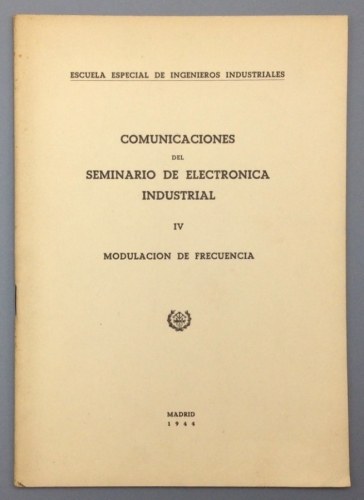 ESCUELA ESPECIAL DE INGENIEROS INDUSTRIALES
COMUNICACIONES
DEL
SEMINARIO DE ELECTRONICA
INDUSTRIAL
IV
MODULACION DE FRECUENCIA
MADRID
1944